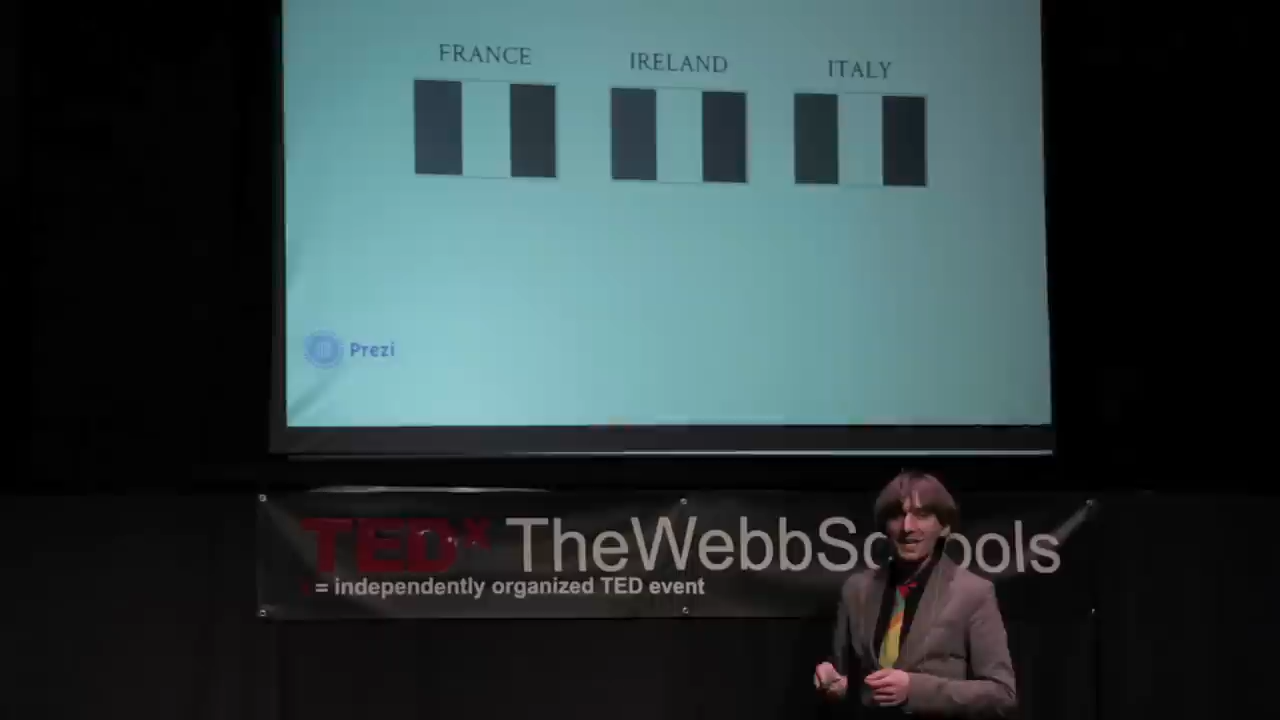 FRANCE IRELAND ITALY
Prezi
TEDx TheWebbSchools
= independently organized TED event